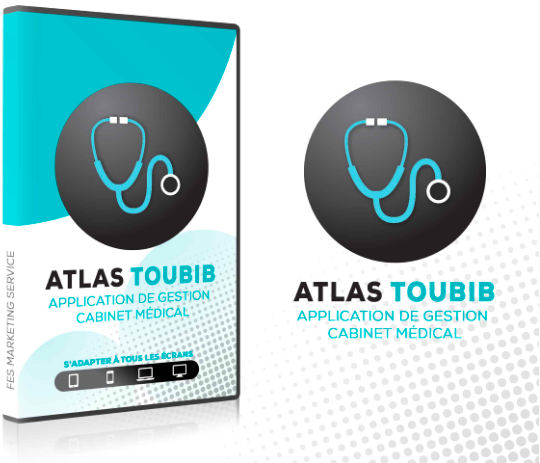 FES MARKETING SERVICE
ATLAS TOUBIB
APPLICATION DE GESTION
CABINET MÉDICAL
S'ADAPTER À TOUS LES ÉCRANS
ATLAS TOUBIB
APPLICATION DE GESTION
CABINET MÉDICAL